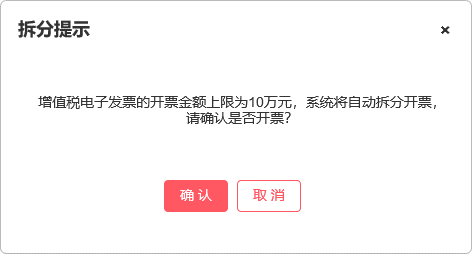 拆分提示
×
增值税电子发票的开票金额上限为10万元，系统将自动拆分开票，
请确认是否开票？
确 认 取 消